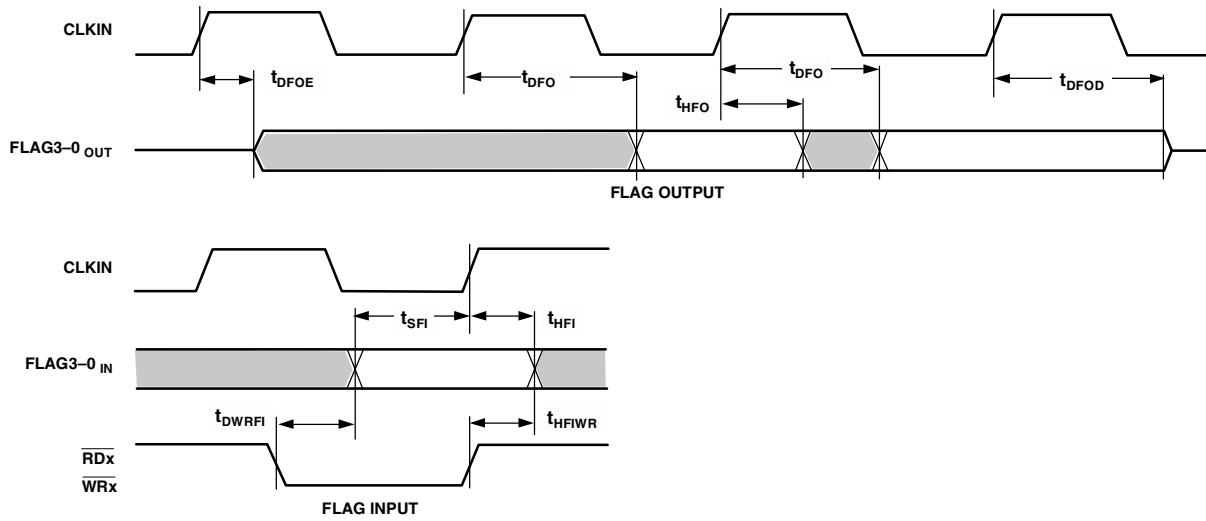 CLKIN
tDFOE
tDFO
tDFO
tHFO
tDFOD
FLAG3–0 OUT
FLAG OUTPUT
CLKIN
tSFI
tHFI
FLAG3–0 IN
tDWRFI
tHFIWR
RDx
WRx
FLAG INPUT